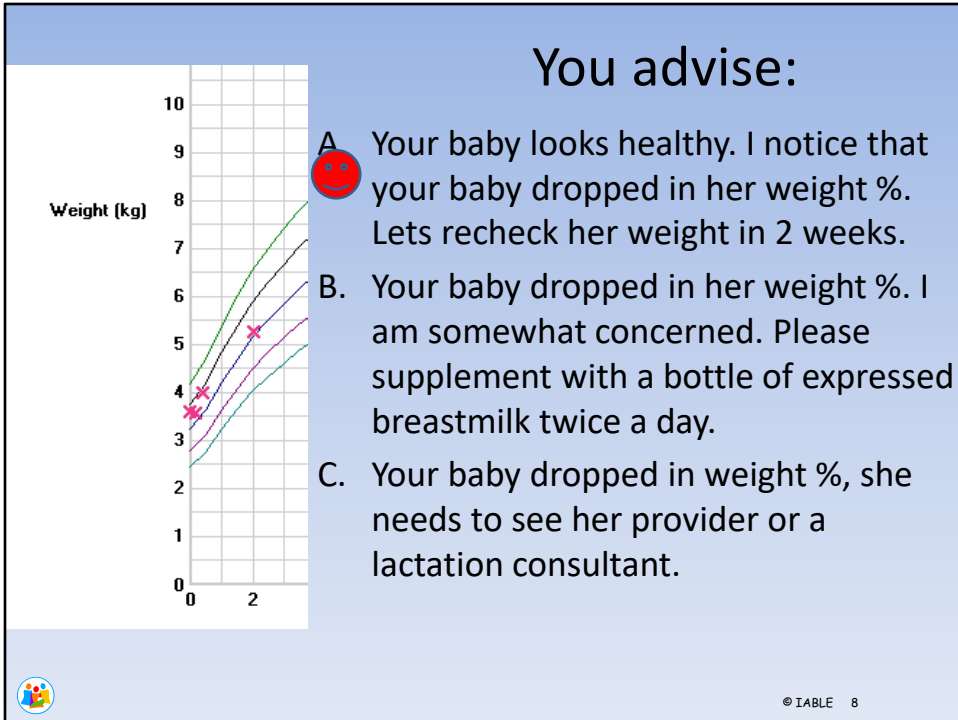 You advise:
10
9
8
7
6
5
4
3
2
1
0
Weight (kg)
0 2
A. Your baby looks healthy. I notice that
your baby dropped in her weight %.
Lets recheck her weight in 2 weeks.
B. Your baby dropped in her weight %. I
am somewhat concerned. Please
supplement with a bottle of expressed
breastmilk twice a day.
C. Your baby dropped in weight %, she
needs to see her provider or a
lactation consultant.
© IABLE 8